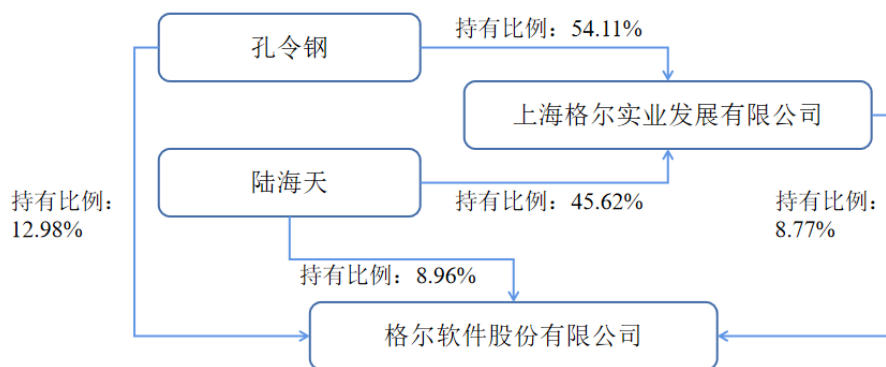 孔令钢
持有比例：54.11%
上海格尔实业发展有限公司
陆海天
持有比例：45.62%
持有比例：
12.98%
持有比例：
8.77%
持有比例：8.96%
格尔软件股份有限公司